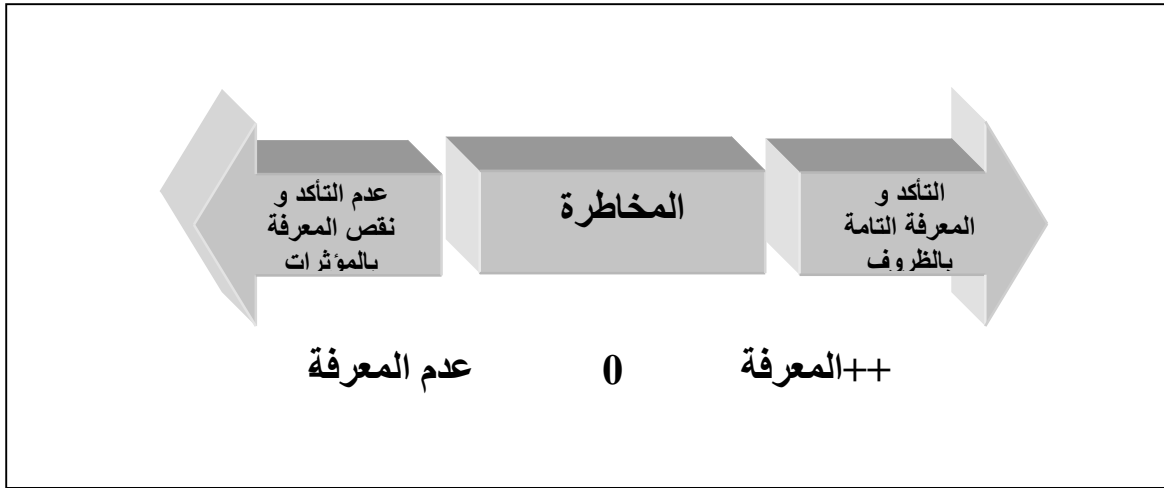 التأكد و
المعرفة التامة
بالظروف
المخاطرة
عدم التأكد و
نقص المعرفة
بالمؤثرات
++المعرفة
0
عدم المعرفة